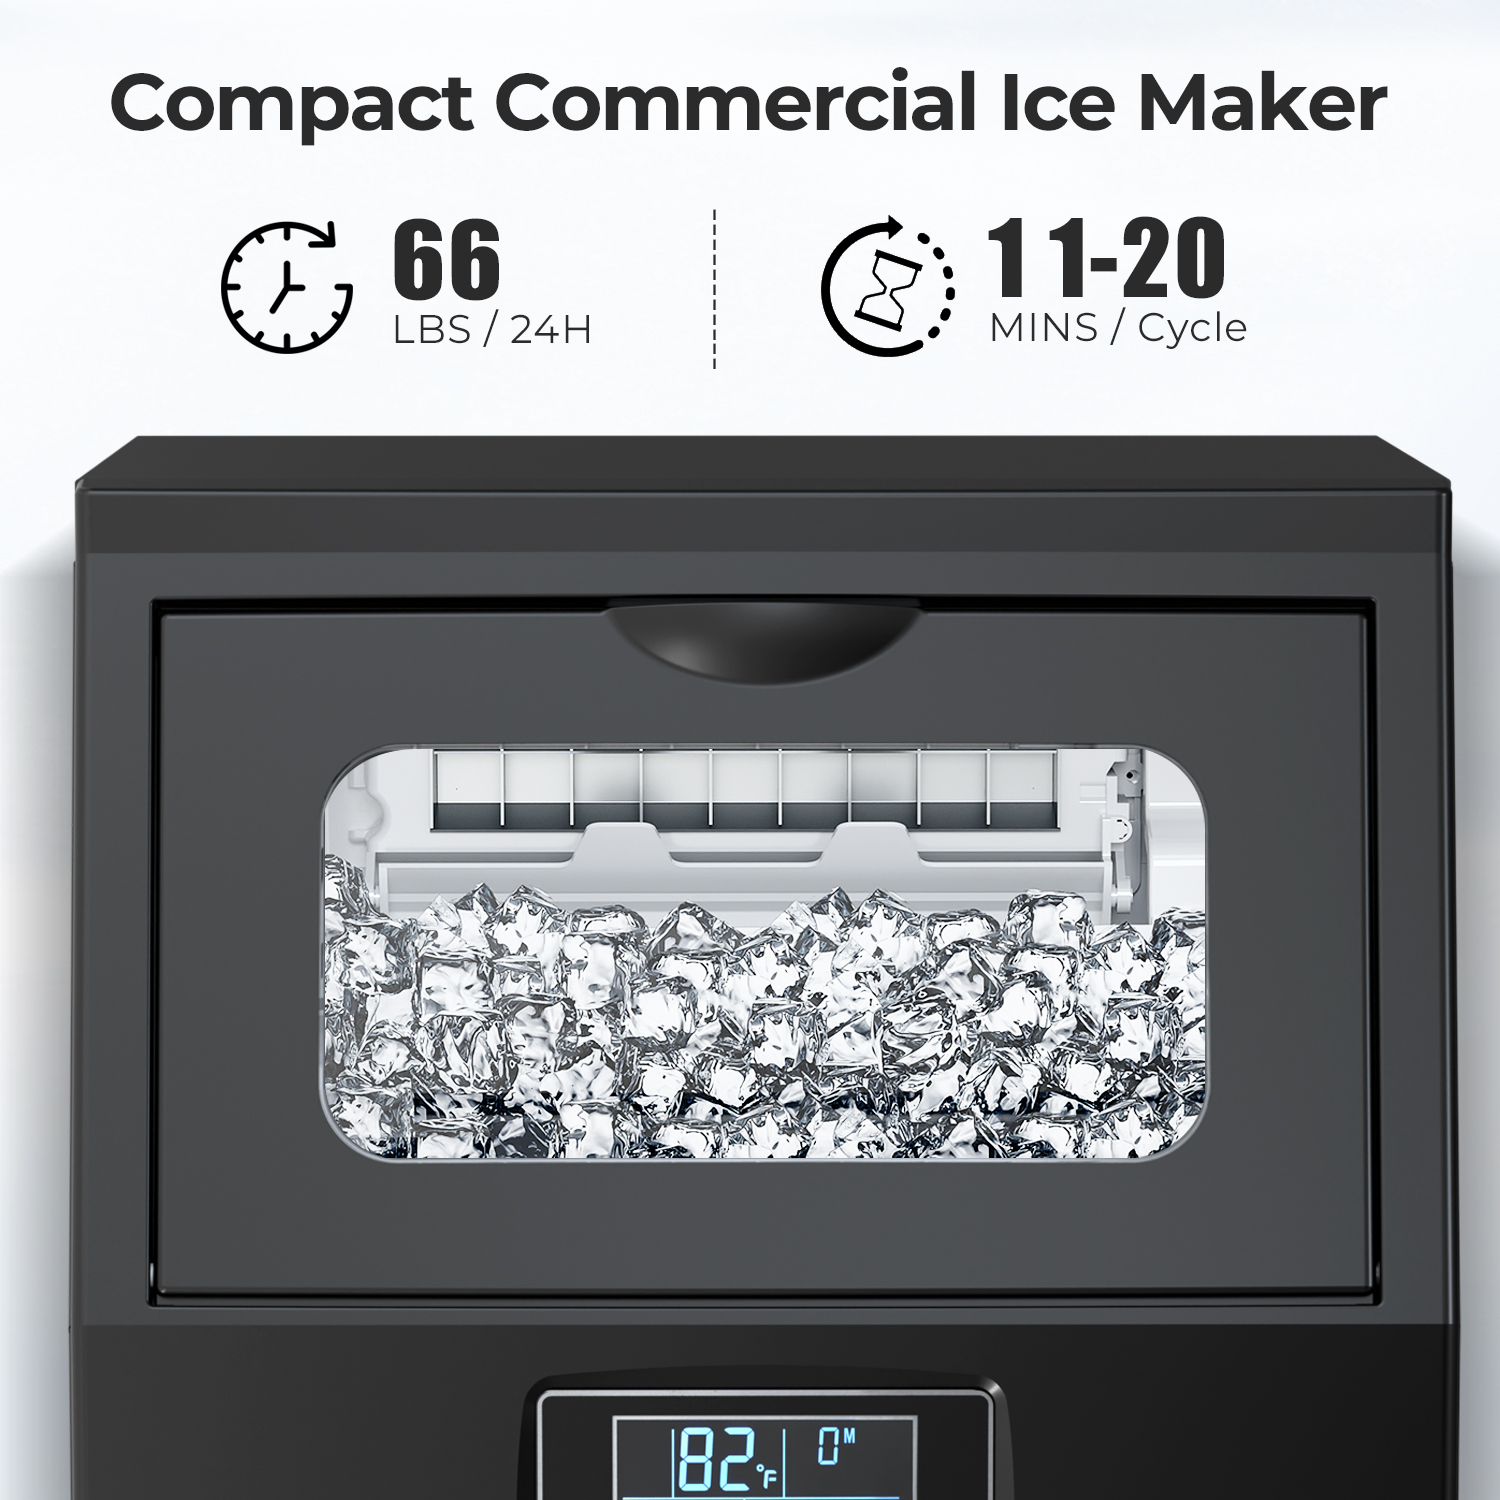 Compact Commercial Ice Maker
66
LBS / 24H
11-20
MINS / Cycle
82°F
0M